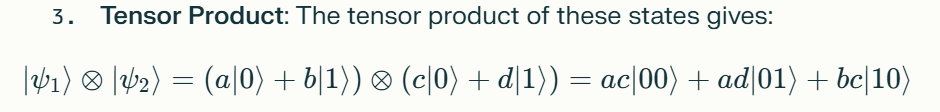 3. Tensor Product: The tensor product of these states gives:
|ψ₁⟩ ⊗ |ψ₂⟩ = (a|0⟩ + b|1⟩) ⊗ (c|0⟩ + d|1⟩) = ac|00⟩ + ad|01⟩ + bc|10⟩